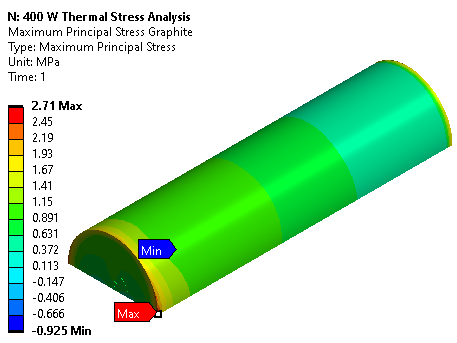 N: 400 W Thermal Stress Analysis
Maximum Principal Stress Graphite
Type: Maximum Principal Stress
Unit: MPa
Time: 1
2.71 Max
2.45
2.19
1.93
1.67
1.41
1.15
0.891
0.631
0.372
0.113
-0.147
-0.406
-0.666
-0.925 Min
Min
Max